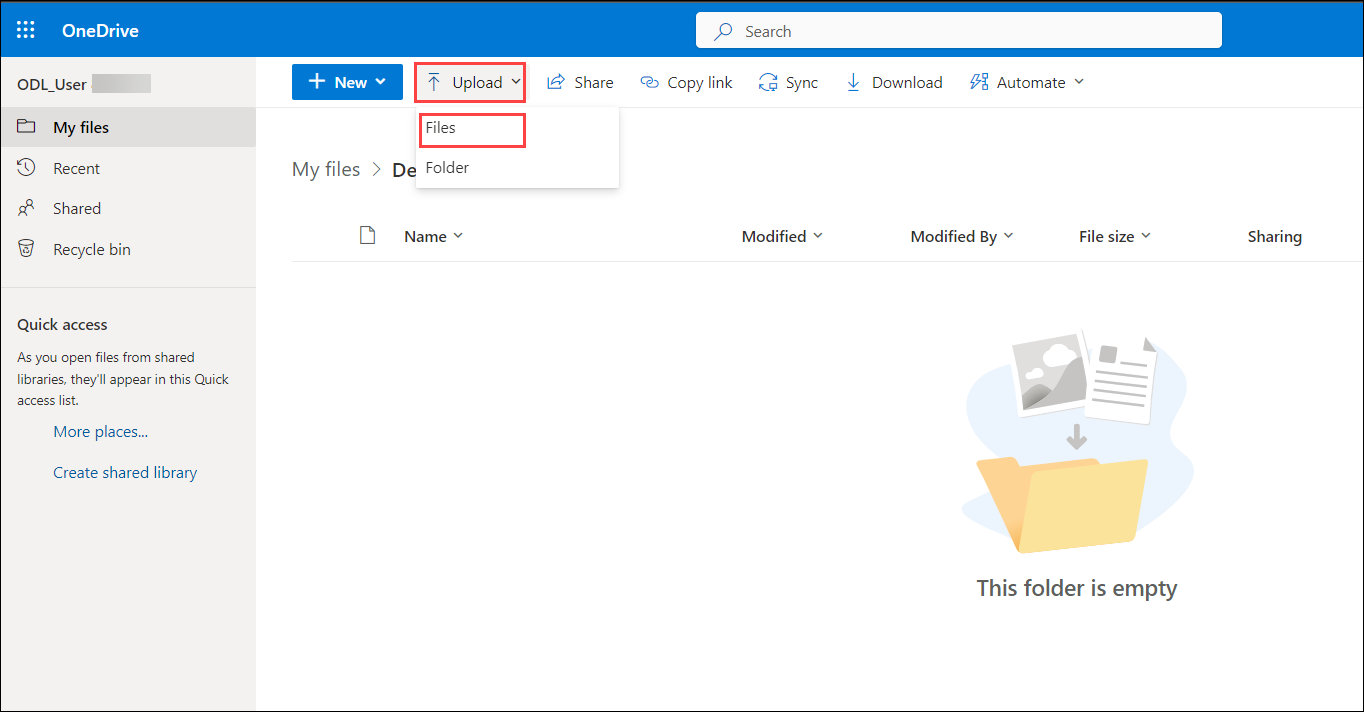 OneDrive
Search
ODL_User
New
Upload
Share
Copy link
Sync
Download
Automate
My files
Recent
Shared
Recycle bin
Files
Folder
My files > De
Name
Modified
Modified By
File size
Sharing
Quick access
As you open files from shared
libraries, they'll appear in this Quick
access list.
More places...
Create shared library
This folder is empty